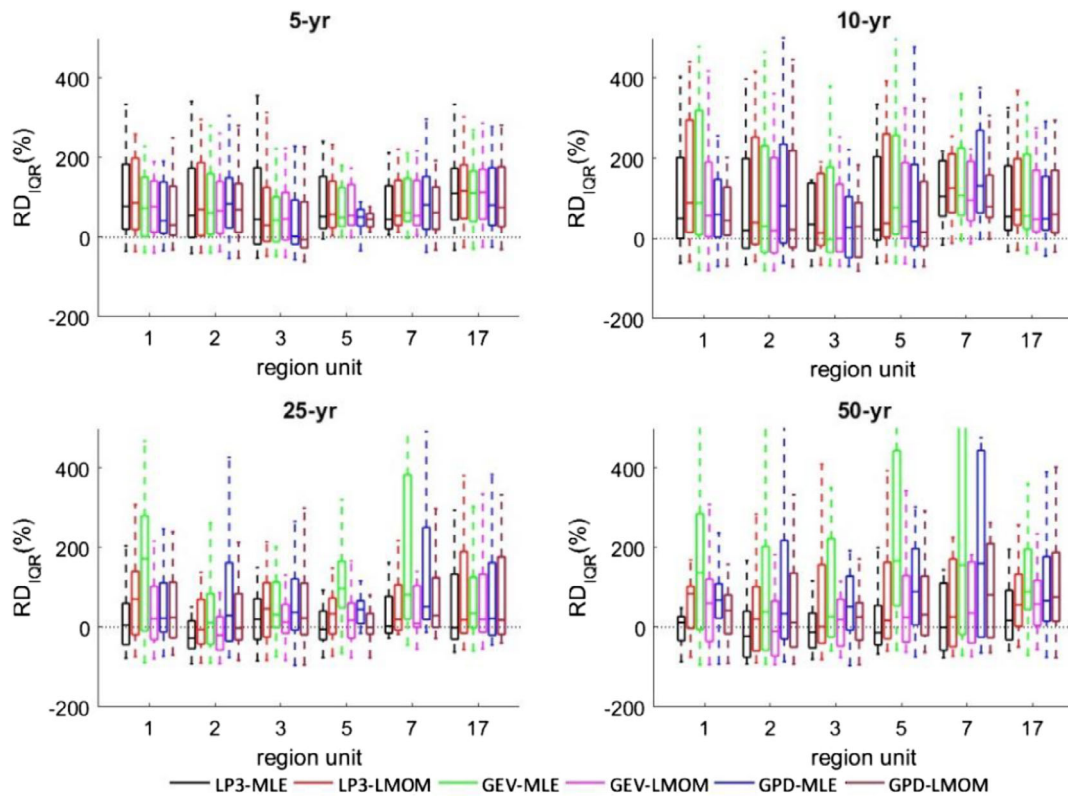 5-yr
10-yr
RD_IQR(%)
400
200
0
-200
1 2 3 5 7 17
region unit
RD_IQR(%)
400
200
0
-200
1 2 3 5 7 17
region unit
25-yr
50-yr
RD_IQR(%)
400
200
0
-200
1 2 3 5 7 17
region unit
RD_IQR(%)
400
200
0
-200
1 2 3 5 7 17
region unit
LP3-MLE LP3-LMOM GEV-MLE GEV-LMOM GPD-MLE GPD-LMOM